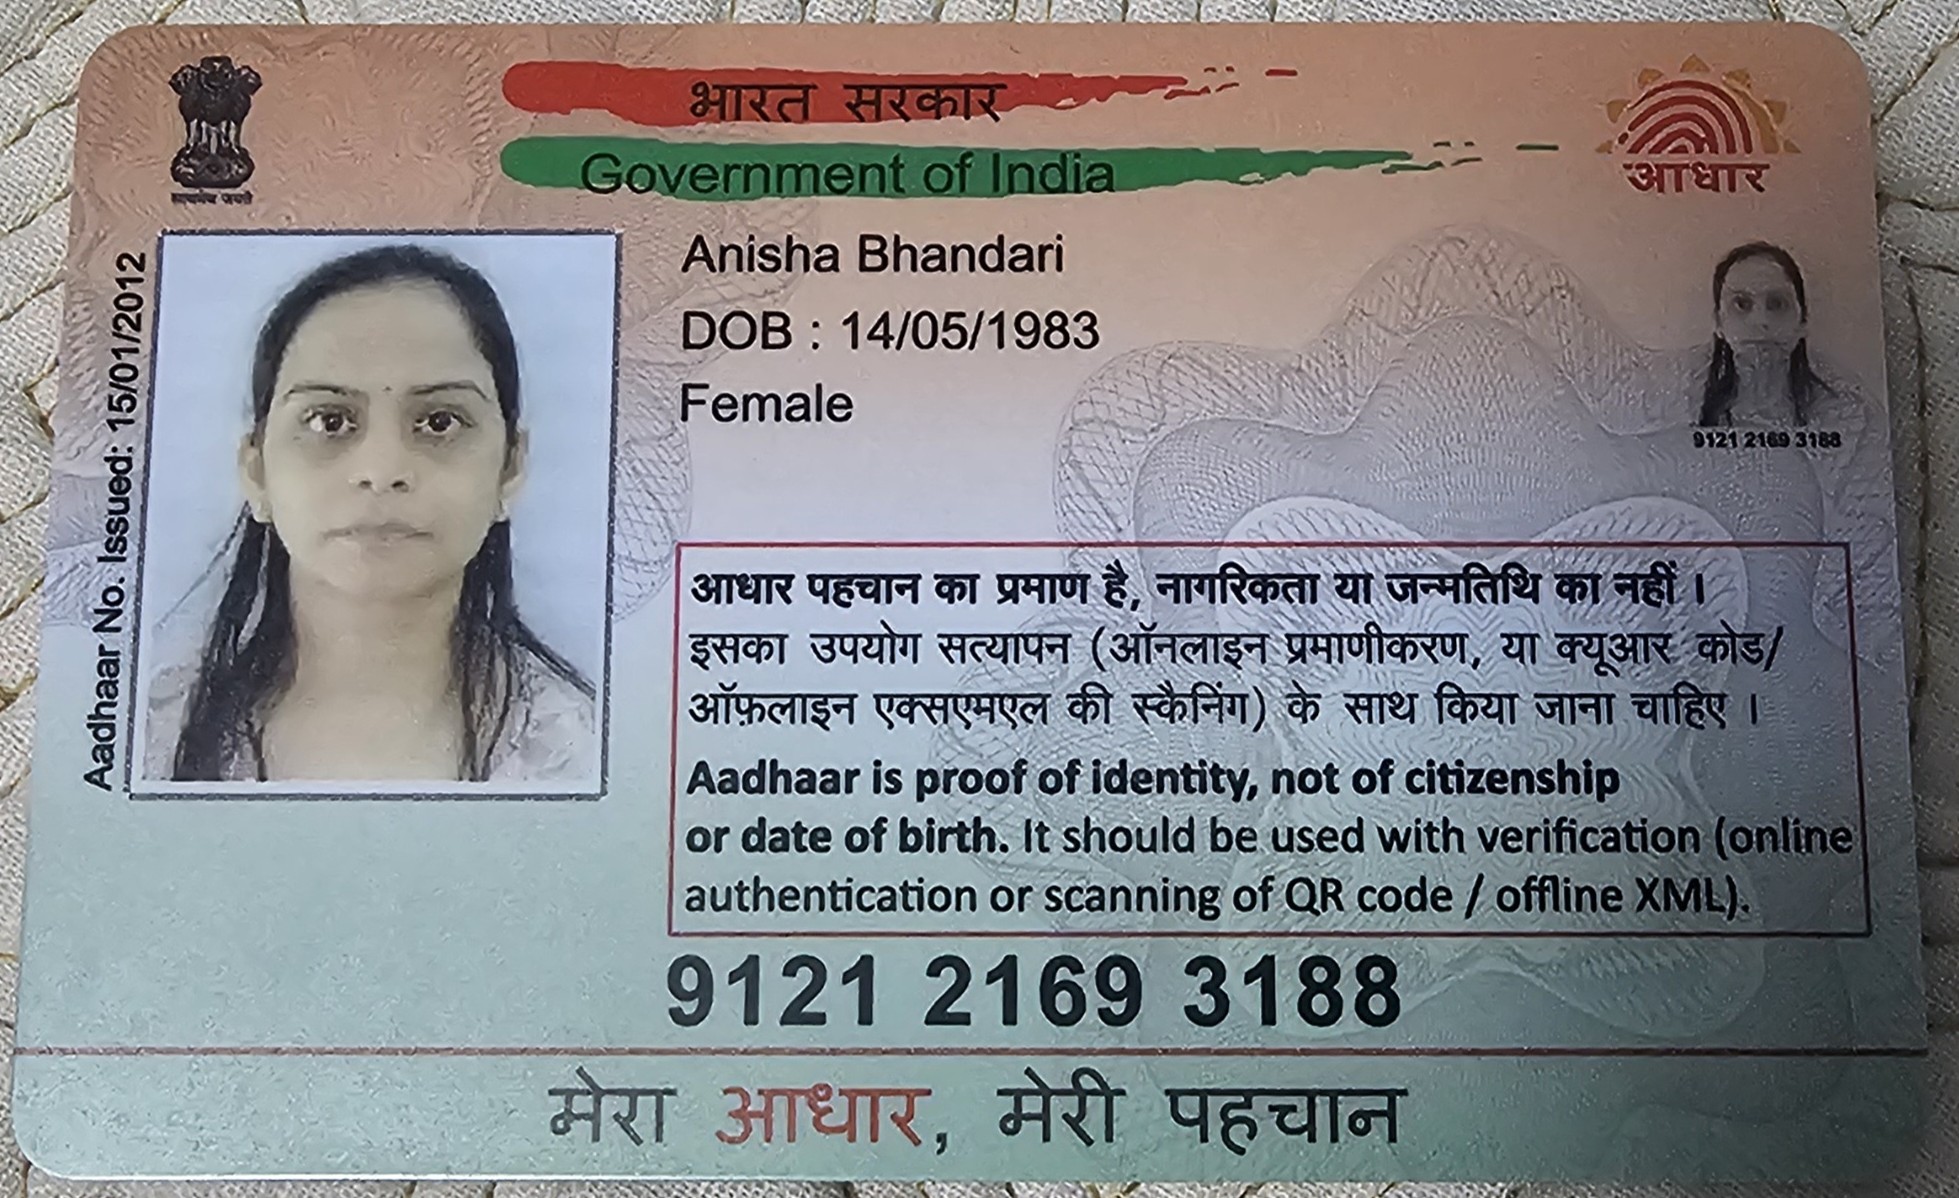 सत्यमेव जयते
भारत सरकार
Government of India
आधार
Aadhaar No. Issued: 15/01/2012
Anisha Bhandari
DOB : 14/05/1983
Female
9121 2169 3188
आधार पहचान का प्रमाण है, नागरिकता या जन्मतिथि का नहीं ।
इसका उपयोग सत्यापन (ऑनलाइन प्रमाणीकरण, या क्यूआर कोड/
ऑफ़लाइन एक्सएमएल की स्कैनिंग) के साथ किया जाना चाहिए ।
Aadhaar is proof of identity, not of citizenship
or date of birth. It should be used with verification (online
authentication or scanning of QR code / offline XML).
9121 2169 3188
मेरा आधार, मेरी पहचान